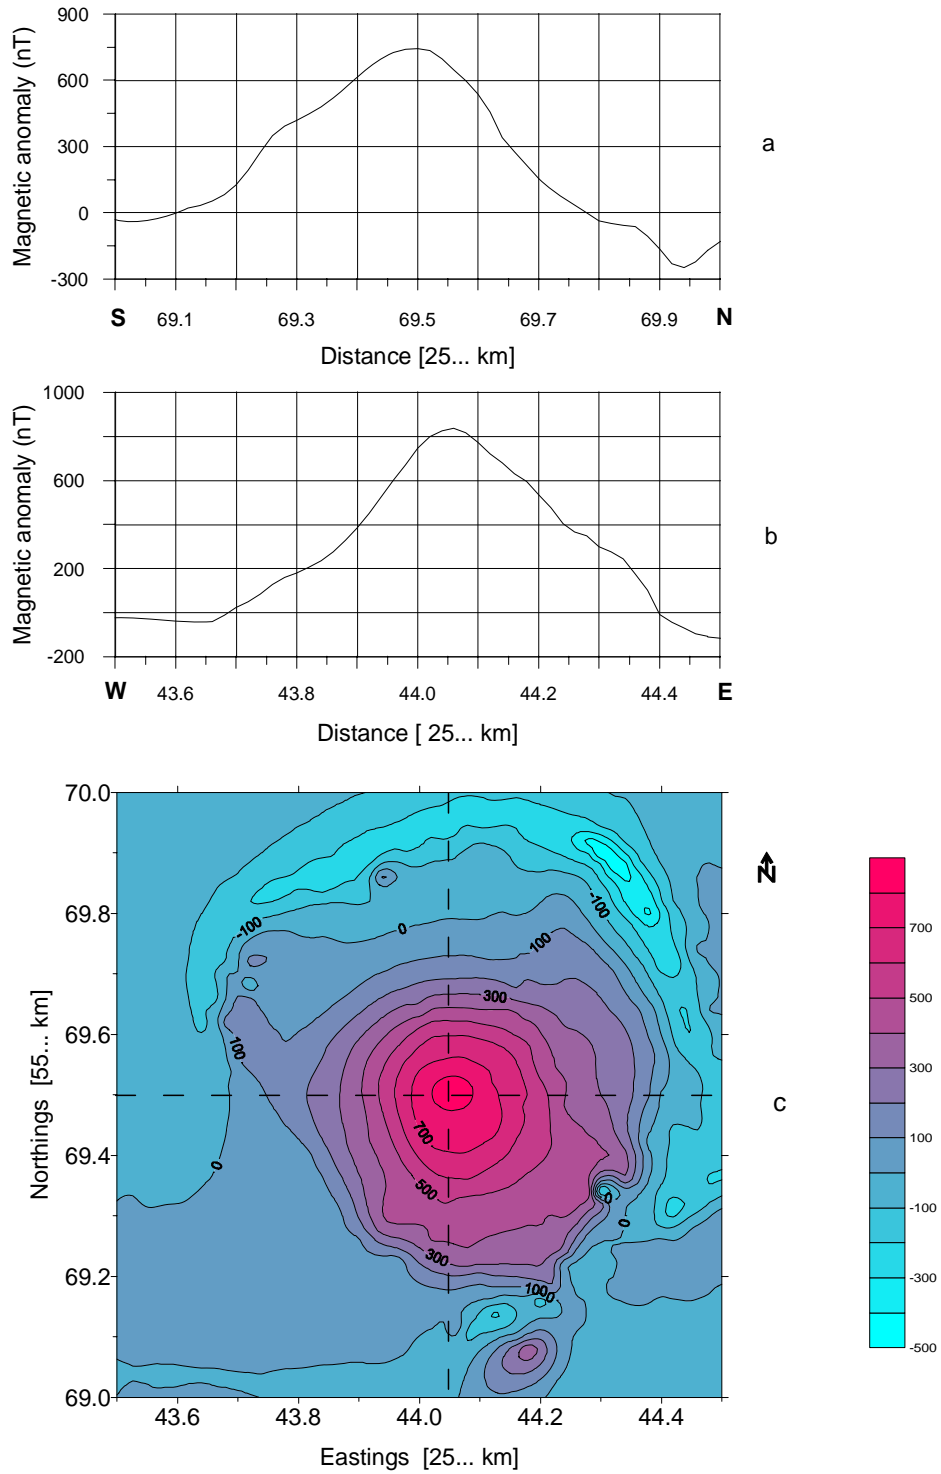 900
600
300
0
-300
Magnetic anomaly (nT)
a
S 69.1 69.3 69.5 69.7 69.9 N
Distance [25... km]
1000
600
200
-200
Magnetic anomaly (nT)
b
W 43.6 43.8 44.0 44.2 44.4 E
Distance [ 25... km]
70.0
69.8
69.6
69.4
69.2
69.0
Northings [55... km]
43.6 43.8 44.0 44.2 44.4
Eastings [25... km]
-100
0
100
-100
300
100
700
500
0
0
0
300
100
0
N
c
700
500
300
100
-100
-300
-500